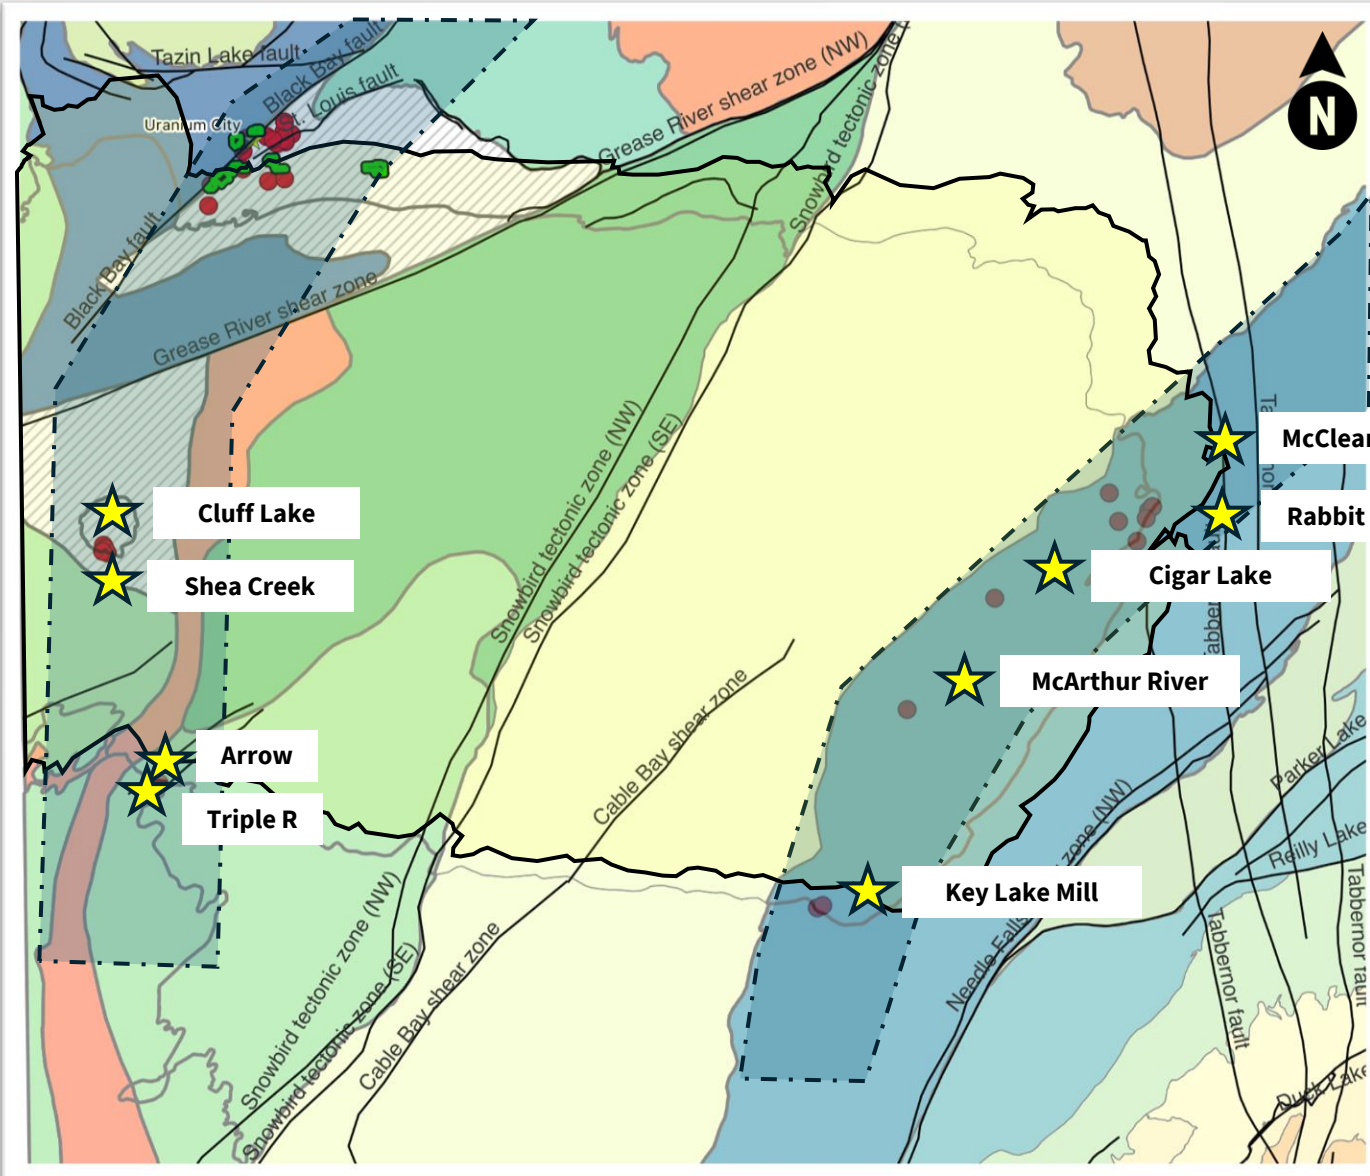 Tazin Lake fault
Black Bay fault
St. Louis fault
Uranium City
Grease River shear zone (NW)
Snowbird tectonic zone (
N
Black Bay fault
Grease River shear zone
Snowbird tectonic zone (NW)
Snowbird tectonic zone (SE)
McClear
Rabbit
Cluff Lake
Shea Creek
Cigar Lake
McArthur River
Cable Bay shear zone
Arrow
Triple R
Parker Lake
Reilly Lake
Key Lake Mill
Needle Falls
zone (NW)
Snowbird tectonic zone (NW)
Snowbird tectonic zone (SE)
Cable Bay shear zone
Tabbernor fault
Tabbernor fault
Duck Lake